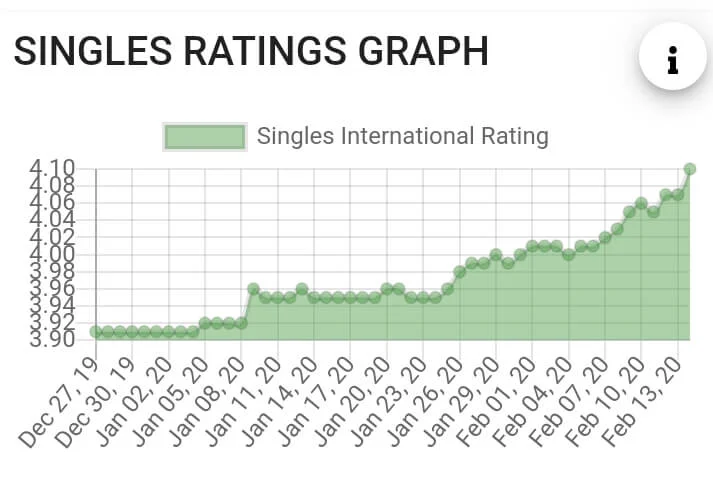 SINGLES RATINGS GRAPH
i
Singles International Rating
4.10
4.08
4.06
4.04
4.02
4.00
3.98
3.96
3.94
3.92
3.90
Dec 27, 19
Dec 30, 19
Jan 02, 20
Jan 05, 20
Jan 08, 20
Jan 11, 20
Jan 14, 20
Jan 17, 20
Jan 20, 20
Jan 23, 20
Jan 26, 20
Jan 29, 20
Feb 01, 20
Feb 04, 20
Feb 07, 20
Feb 10, 20
Feb 13, 20